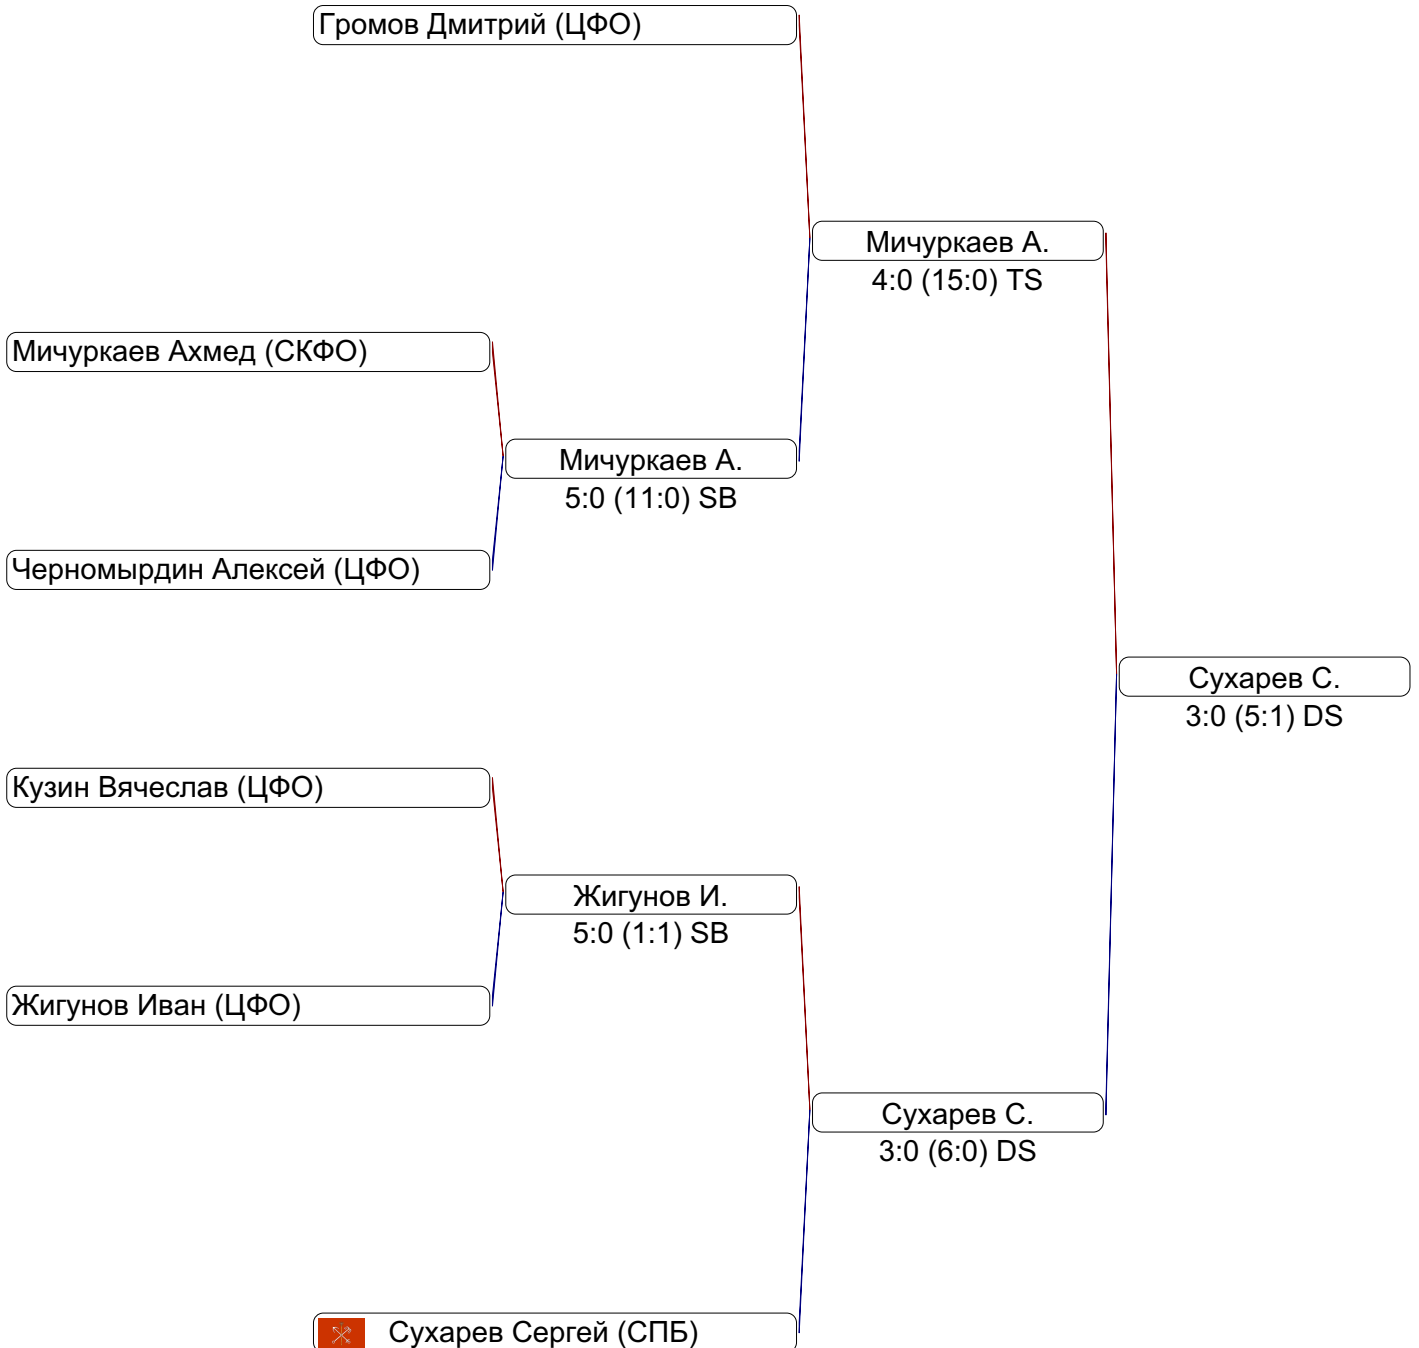 Громов Дмитрий (ЦФО)
Мичуркаев А.
4:0 (15:0) TS
Мичуркаев Ахмед (СКФО)
Мичуркаев А.
5:0 (11:0) SB
Черномырдин Алексей (ЦФО)
Сухарев С.
3:0 (5:1) DS
Кузин Вячеслав (ЦФО)
Жигунов И.
5:0 (1:1) SB
Жигунов Иван (ЦФО)
Сухарев С.
3:0 (6:0) DS
Сухарев Сергей (СПБ)